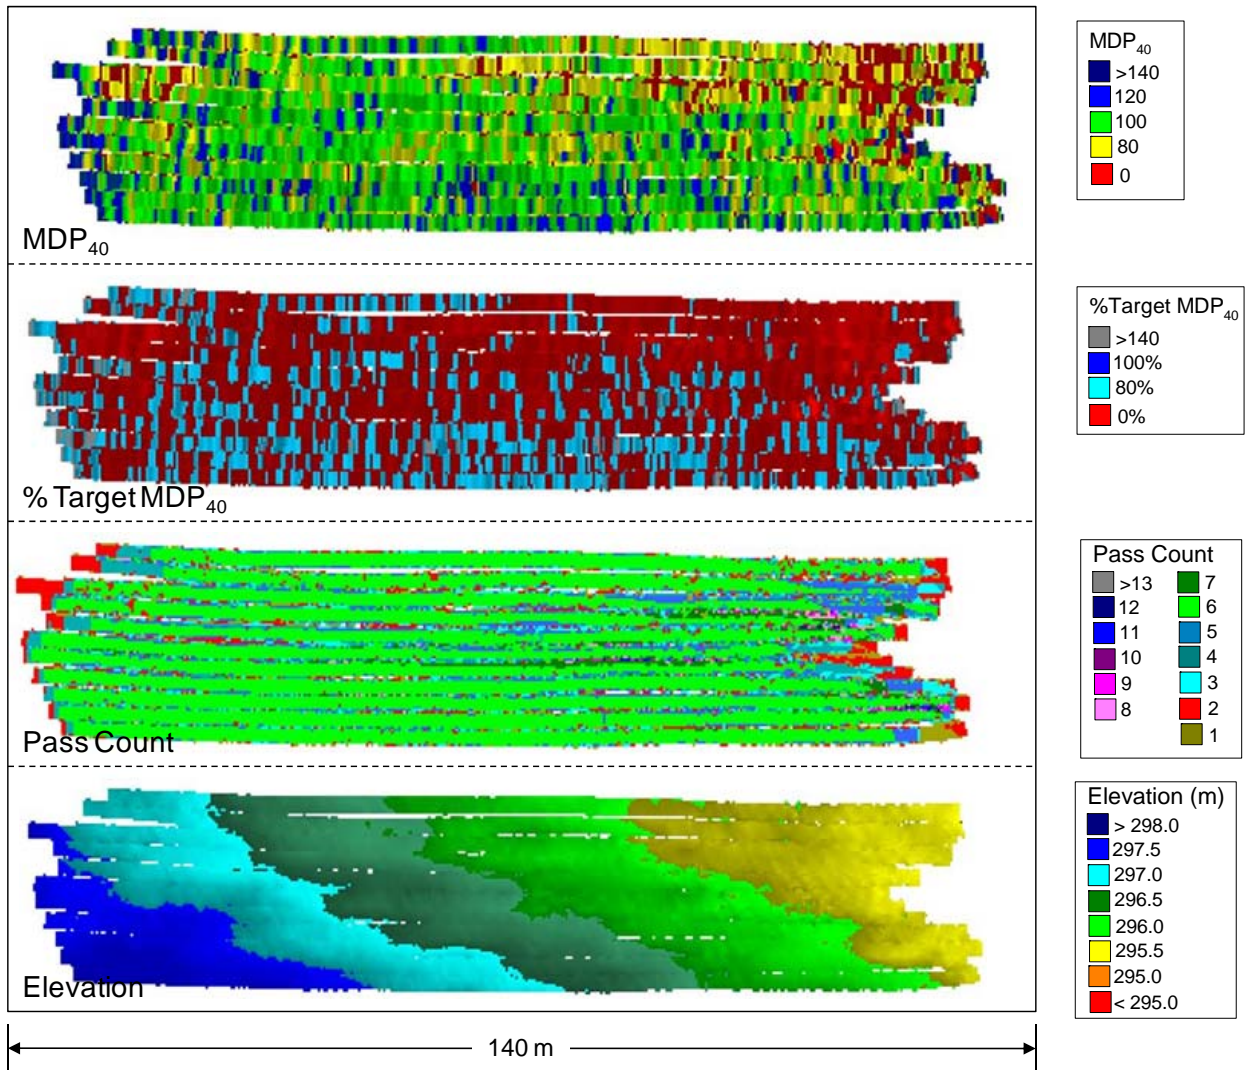 MDP₄₀
>140
120
100
80
0
MDP₄₀
%Target MDP₄₀
>140
100%
80%
0%
% Target MDP₄₀
Pass Count
>13 7
12 6
11 5
10 4
9 3
8 2
1
Pass Count
Elevation (m)
> 298.0
297.5
297.0
296.5
296.0
295.5
295.0
< 295.0
Elevation
140 m